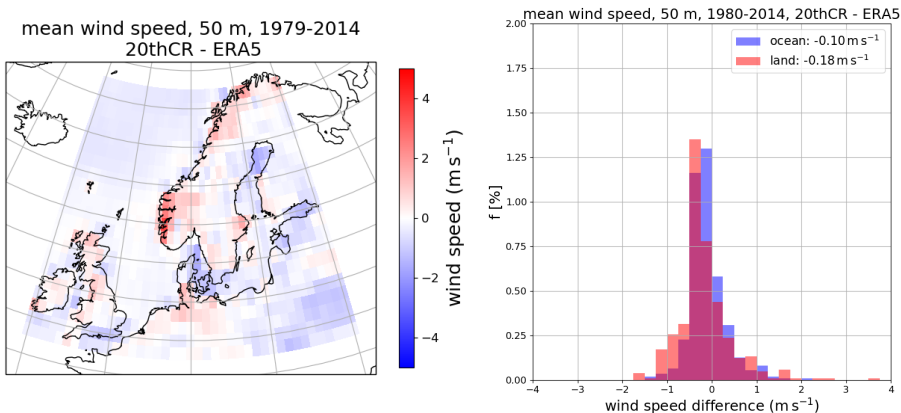 mean wind speed, 50 m, 1979-2014
20thCR - ERA5
4
2
0
−2
−4
wind speed (m s⁻¹)
mean wind speed, 50 m, 1980-2014, 20thCR - ERA5
2.00
1.75
1.50
1.25
1.00
0.75
0.50
0.25
0.00
f [%]
ocean: -0.10 m s⁻¹
land: -0.18 m s⁻¹
−4
−3
−2
−1
0
1
2
3
4
wind speed difference (m s⁻¹)